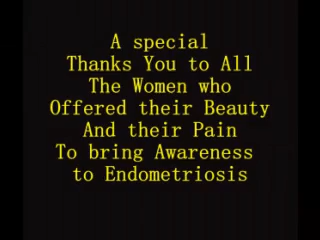 A special
Thanks You to All
The Women who
Offered their Beauty
And their Pain
To bring Awareness
to Endometriosis